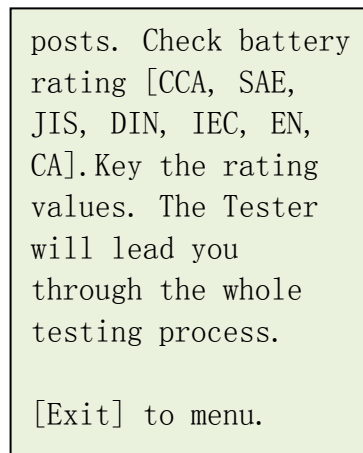 posts. Check battery
rating [CCA, SAE,
JIS, DIN, IEC, EN,
CA].Key the rating
values. The Tester
will lead you
through the whole
testing process.
[Exit] to menu.